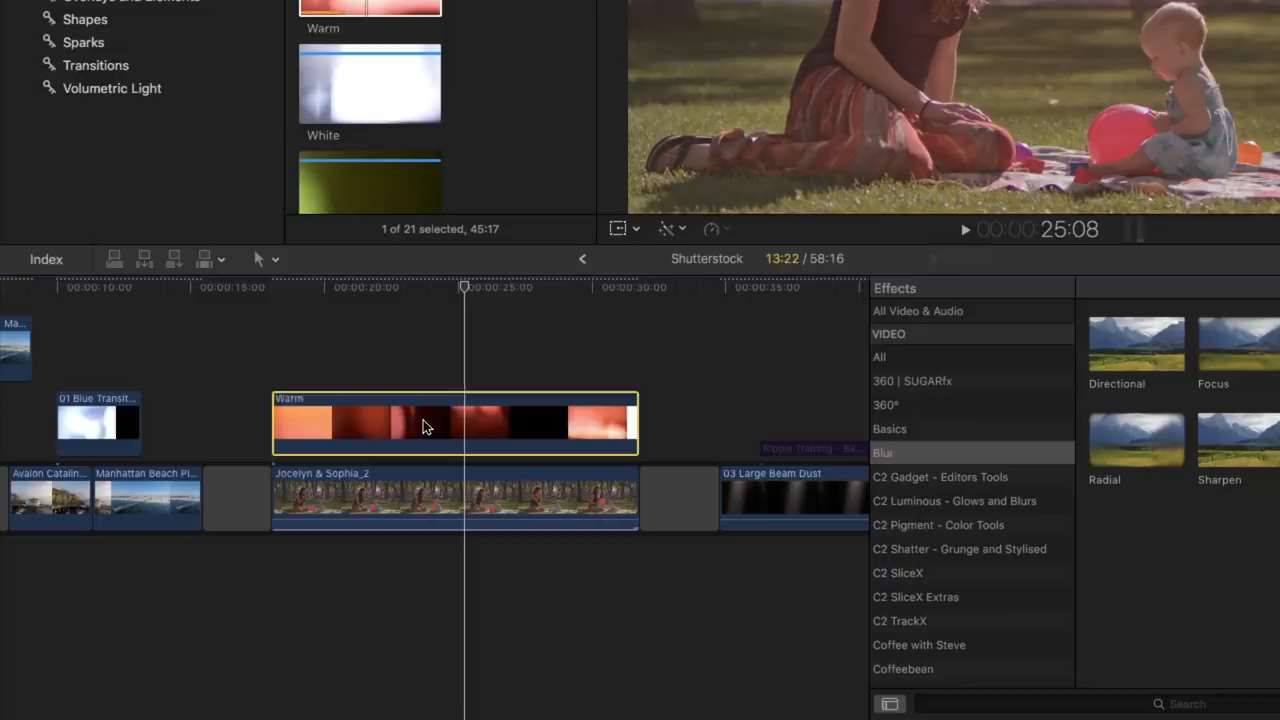 Shapes
Sparks
Transitions
Volumetric Light
Warm
White
1 of 21 selected, 45:17
00:00:00:25:08
Index
Shutterstock
13:22 / 58:16
00:00:10:00
00:00:15:00
00:00:20:00
00:00:25:00
00:00:30:00
00:00:35:00
Ma...
01 Blue Transit...
Warm
Avalon Catalin...
Manhattan Beach Pi...
Jocelyn & Sophia_2
03 Large Beam Dust
Effects
All Video & Audio
VIDEO
All
360 | SUGARfx
360°
Basics
Blur
C2 Gadget - Editors Tools
C2 Luminous - Glows and Blurs
C2 Pigment - Color Tools
C2 Shatter - Grunge and Stylised
C2 SliceX
C2 SliceX Extras
C2 TrackX
Coffee with Steve
Coffeebean
Directional
Focus
Radial
Sharpen
Search